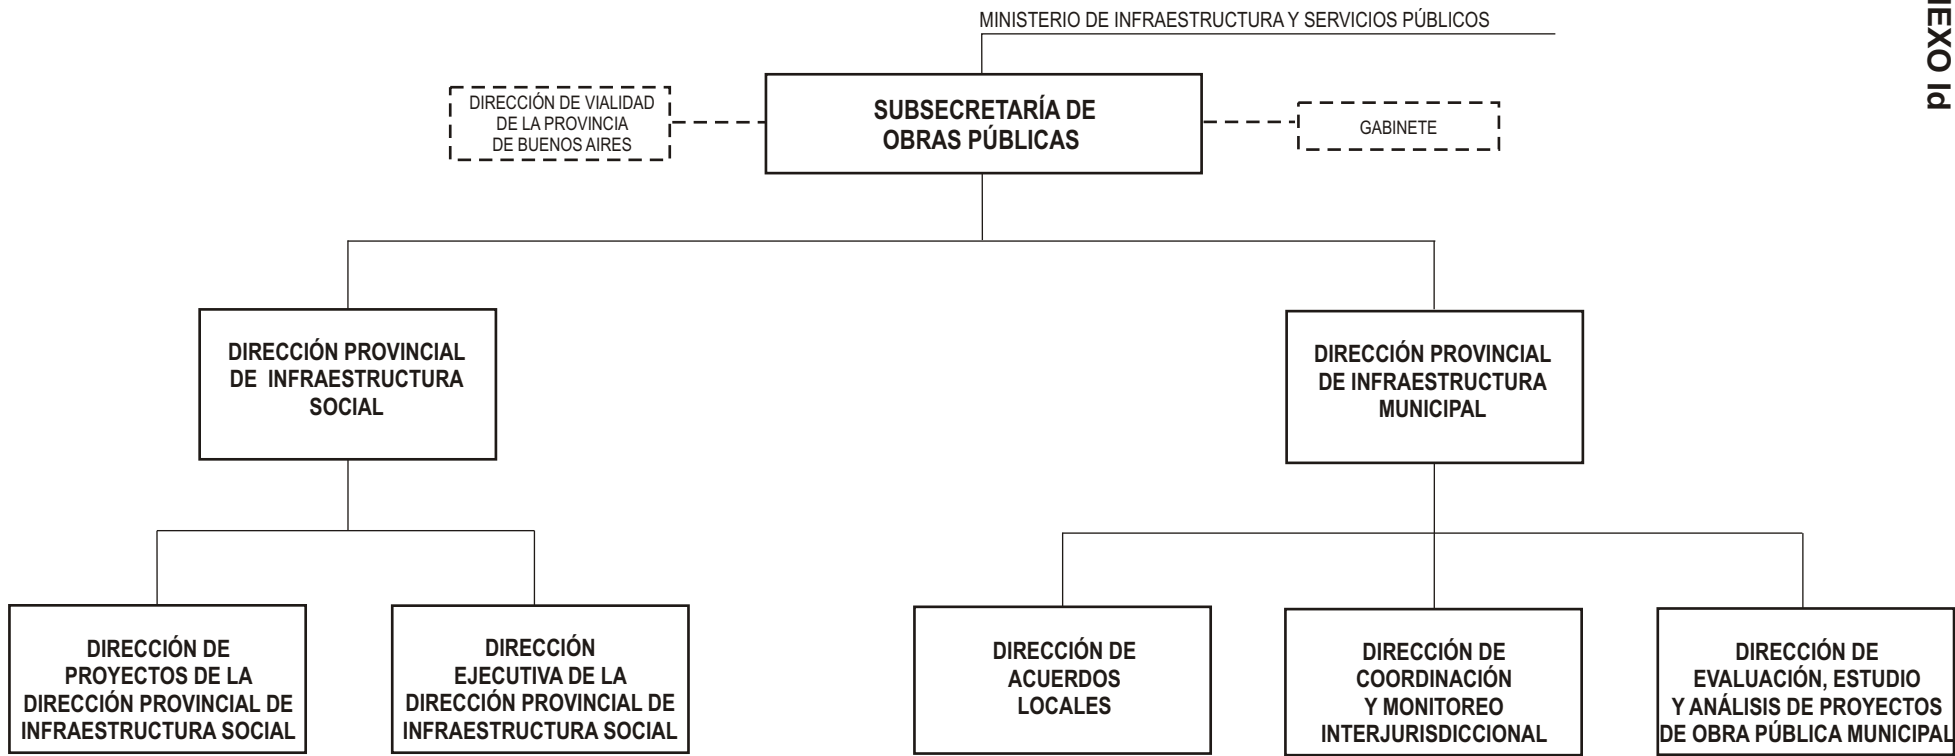 MINISTERIO DE INFRAESTRUCTURA Y SERVICIOS PÚBLICOS
EXO Id
DIRECCIÓN DE VIALIDAD
DE LA PROVINCIA
DE BUENOS AIRES
SUBSECRETARÍA DE
OBRAS PÚBLICAS
GABINETE
DIRECCIÓN PROVINCIAL
DE INFRAESTRUCTURA
SOCIAL
DIRECCIÓN PROVINCIAL
DE INFRAESTRUCTURA
MUNICIPAL
DIRECCIÓN DE
PROYECTOS DE LA
DIRECCIÓN PROVINCIAL DE
INFRAESTRUCTURA SOCIAL
DIRECCIÓN
EJECUTIVA DE LA
DIRECCIÓN PROVINCIAL DE
INFRAESTRUCTURA SOCIAL
DIRECCIÓN DE
ACUERDOS
LOCALES
DIRECCIÓN DE
COORDINACIÓN
Y MONITOREO
INTERJURISDICCIONAL
DIRECCIÓN DE
EVALUACIÓN, ESTUDIO
Y ANÁLISIS DE PROYECTOS
DE OBRA PÚBLICA MUNICIPAL